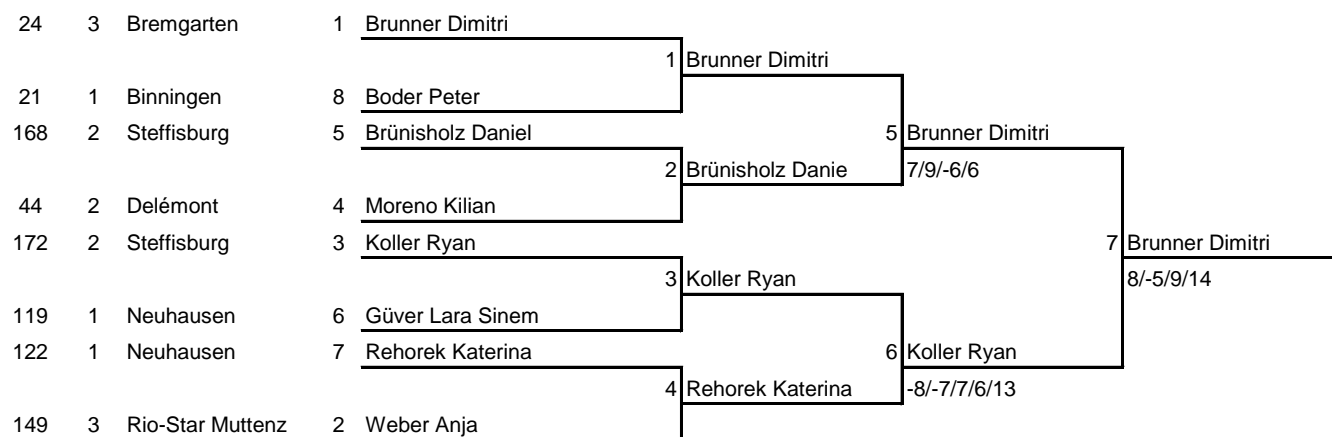 24 3 Bremgarten 1 Brunner Dimitri
1 Brunner Dimitri
21 1 Binningen 8 Boder Peter
168 2 Steffisburg 5 Brünisholz Daniel 5 Brunner Dimitri
2 Brünisholz Danie 7/9/-6/6
44 2 Delémont 4 Moreno Kilian
172 2 Steffisburg 3 Koller Ryan 7 Brunner Dimitri
3 Koller Ryan 8/-5/9/14
119 1 Neuhausen 6 Güver Lara Sinem
122 1 Neuhausen 7 Rehorek Katerina 6 Koller Ryan
4 Rehorek Katerina -8/-7/7/6/13
149 3 Rio-Star Muttenz 2 Weber Anja